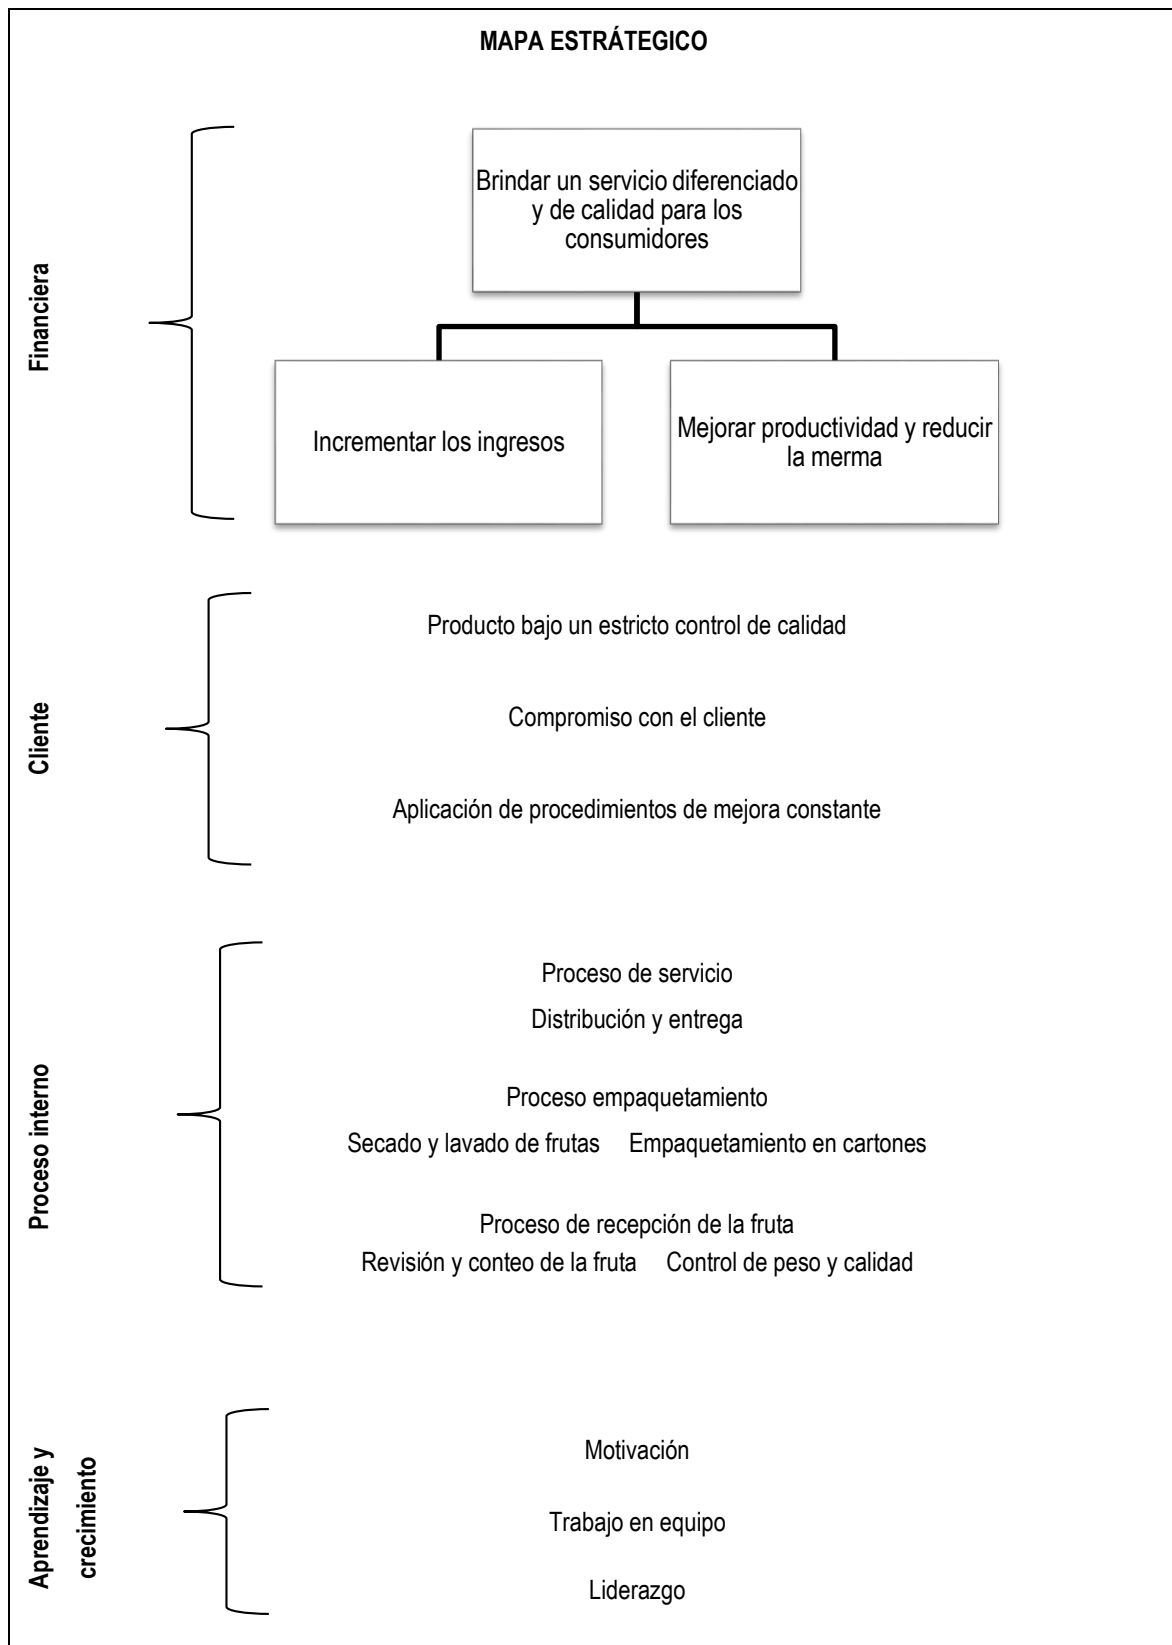 MAPA ESTRÁTEGICO
Financiera
Brindar un servicio diferenciado
y de calidad para los
consumidores
Incrementar los ingresos
Mejorar productividad y reducir
la merma
Cliente
Producto bajo un estricto control de calidad
Compromiso con el cliente
Aplicación de procedimientos de mejora constante
Proceso interno
Proceso de servicio
Distribución y entrega
Proceso empaquetamiento
Secado y lavado de frutas Empaquetamiento en cartones
Proceso de recepción de la fruta
Revisión y conteo de la fruta Control de peso y calidad
Aprendizaje y
crecimiento
Motivación
Trabajo en equipo
Liderazgo